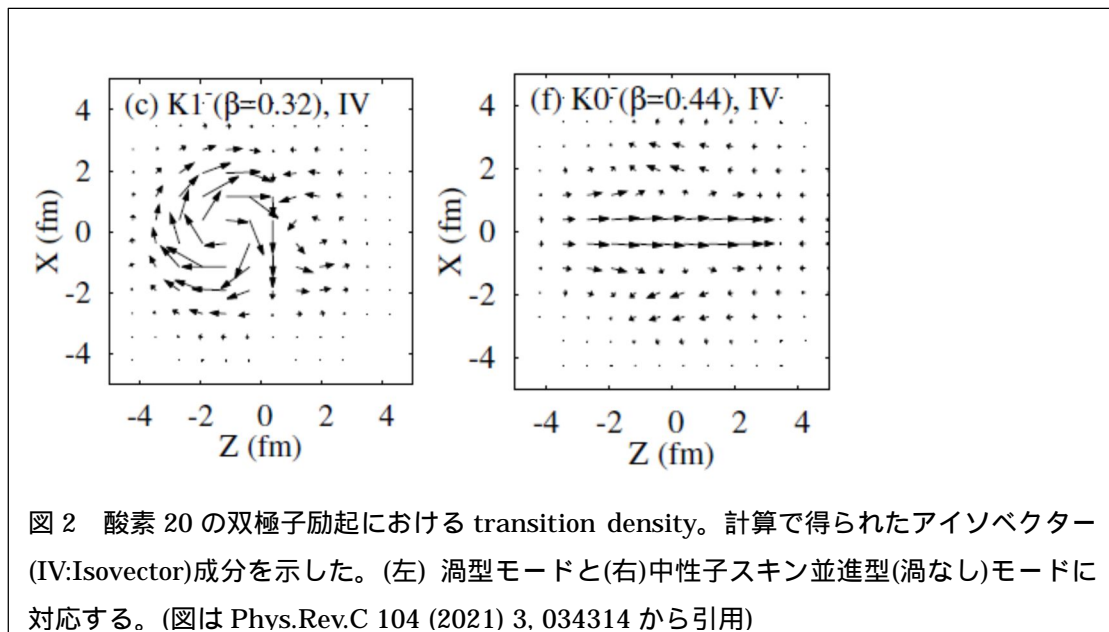 (c) K1⁻(β=0.32), IV
4
2
0
-2
-4
X (fm)
-4 -2 0 2 4
Z (fm)
(f) K0⁻(β=0.44), IV
4
2
0
-2
-4
X (fm)
-4 -2 0 2 4
Z (fm)
図 2 酸素 20 の双極子励起における transition density。計算で得られたアイソベクター
(IV:Isovector)成分を示した。(左) 渦型モードと(右)中性子スキン並進型(渦なし)モードに
対応する。(図は Phys.Rev.C 104 (2021) 3, 034314 から引用)